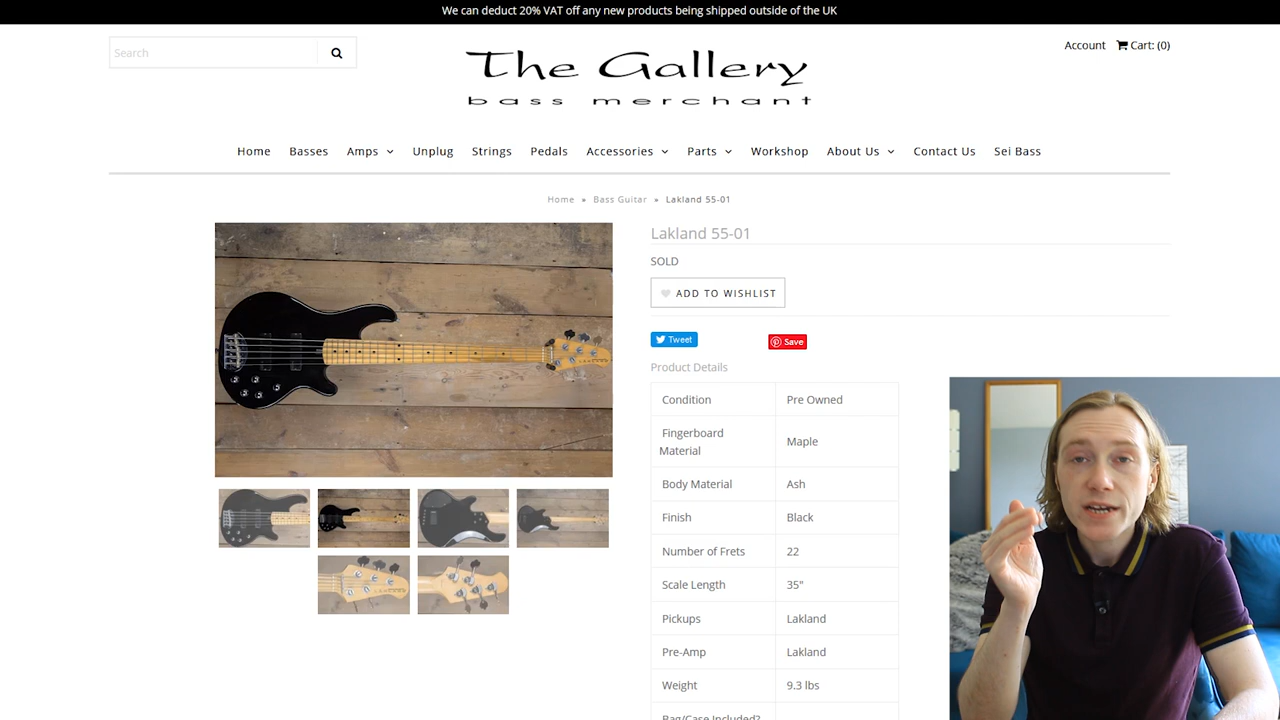 We can deduct 20% VAT off any new products being shipped outside of the UK
Search
Account Cart: (0)
The Gallery
bass merchant
Home Basses Amps Unplug Strings Pedals Accessories Parts Workshop About Us Contact Us Sei Bass
Home » Bass Guitar » Lakland 55-01
Lakland 55-01
SOLD
ADD TO WISHLIST
Tweet Save
Product Details
Condition Pre Owned
Fingerboard
Material Maple
Body Material Ash
Finish Black
Number of Frets 22
Scale Length 35"
Pickups Lakland
Pre-Amp Lakland
Weight 9.3 lbs
Bag/Case Included?